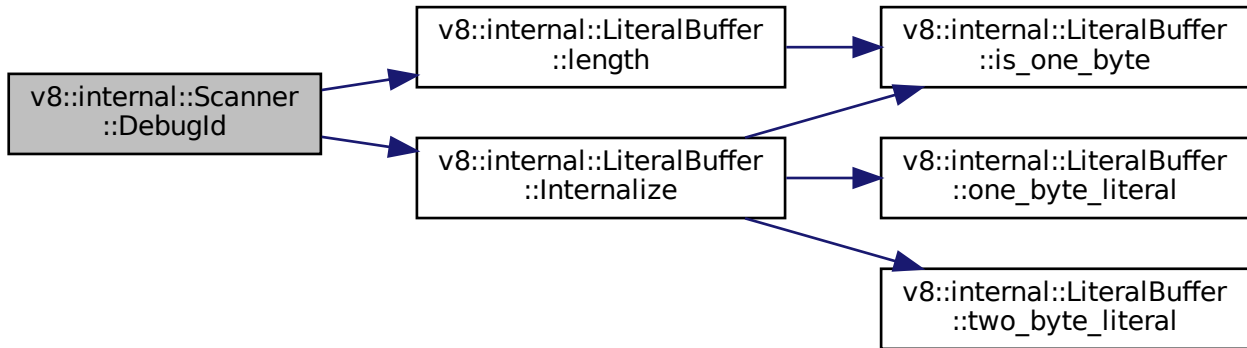 v8::internal::Scanner
::DebugId
v8::internal::LiteralBuffer
::length
v8::internal::LiteralBuffer
::Internalize
v8::internal::LiteralBuffer
::is_one_byte
v8::internal::LiteralBuffer
::one_byte_literal
v8::internal::LiteralBuffer
::two_byte_literal